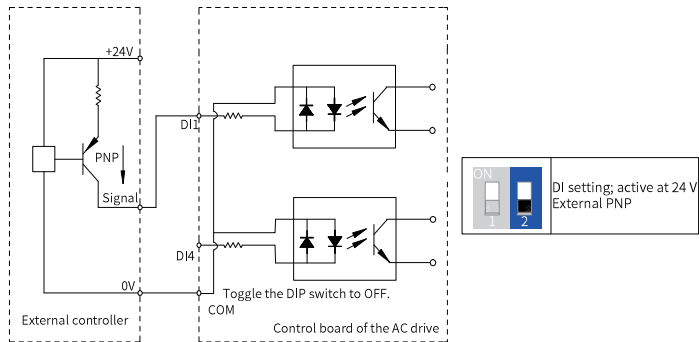 +24V
PNP
Signal
0V
External controller
DI1
DI4
Toggle the DIP switch to OFF.
COM
Control board of the AC drive
ON
1 2
DI setting; active at 24 V
External PNP